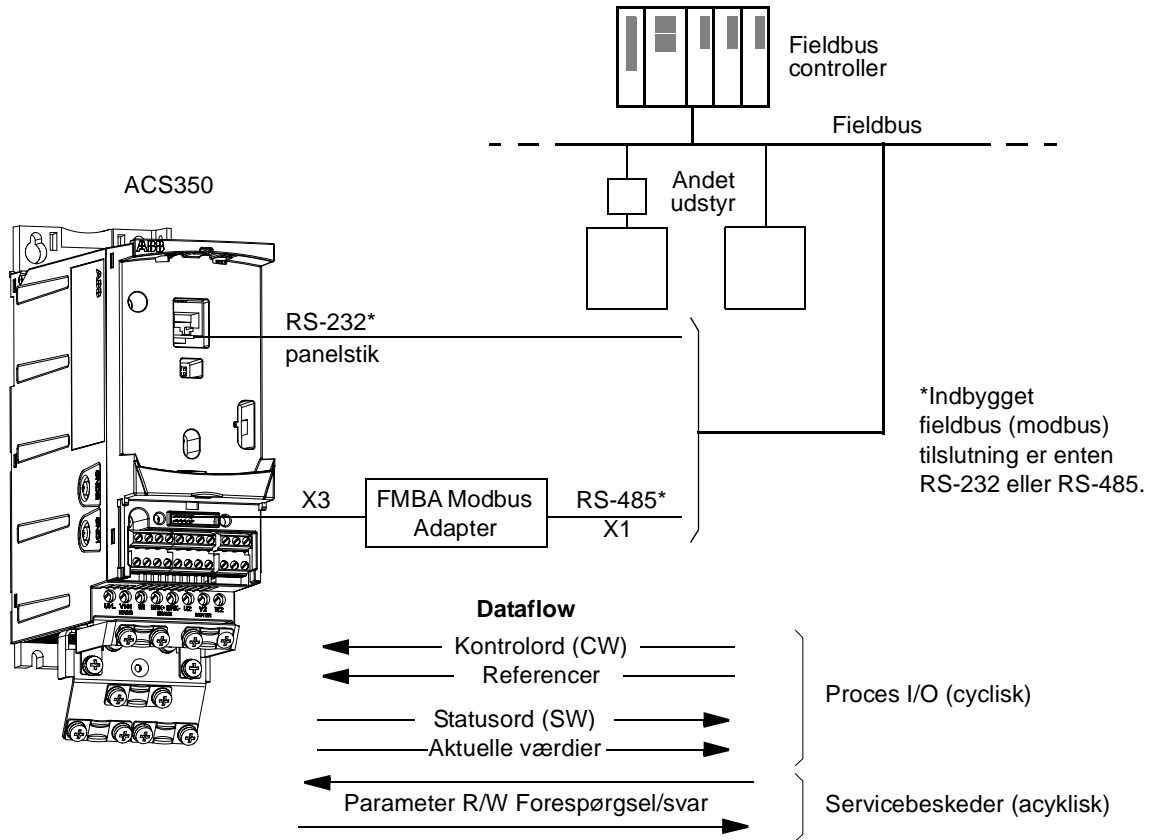 Fieldbus
controller
Fieldbus
ACS350
Andet
udstyr
ABB
RS-232*
panelstik
*Indbygget
fieldbus (modbus)
tilslutning er enten
RS-232 eller RS-485.
X3
FMBA Modbus
Adapter
RS-485*
X1
Dataflow
Kontrolord (CW)
Referencer
Proces I/O (cyclisk)
Statusord (SW)
Aktuelle værdier
Parameter R/W Forespørgsel/svar
Servicebeskeder (acyklisk)